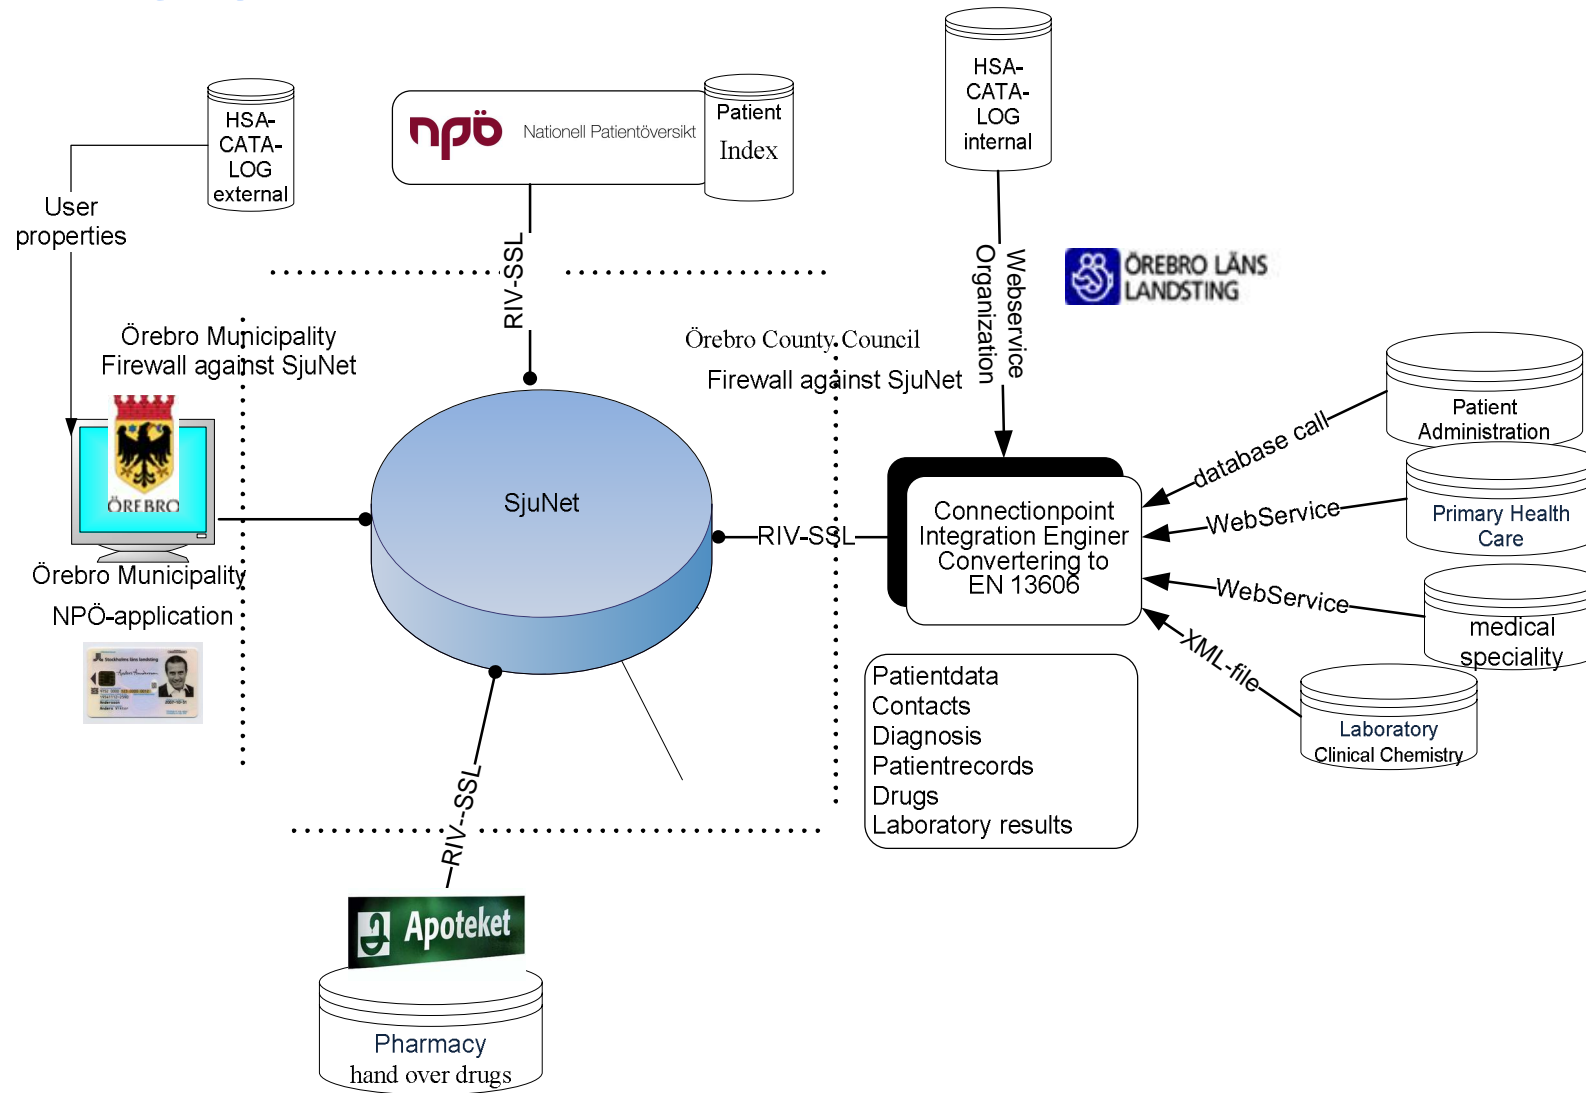 HSA-
CATA-
LOG
external
User
properties
npö Nationell Patientöversikt
Patient
Index
HSA-
CATA-
LOG
internal
RIV-SSL
Webservice
Organization
ÖREBRO LÄNS
LANDSTING
Örebro Municipality
Firewall against SjuNet
Örebro County Council
Firewall against SjuNet
ÖREBRO
SjuNet
RIV-SSL
Connectionpoint
Integration Enginer
Convertering to
EN 13606
database call
Patient
Administration
WebService
Primary Health
Care
WebService
medical
speciality
XML-file
Laboratory
Clinical Chemistry
Örebro Municipality
NPÖ-application
Stockholms läns landsting
Patientdata
Contacts
Diagnosis
Patientrecords
Drugs
Laboratory results
RIV--SSL
Apoteket
Pharmacy
hand over drugs